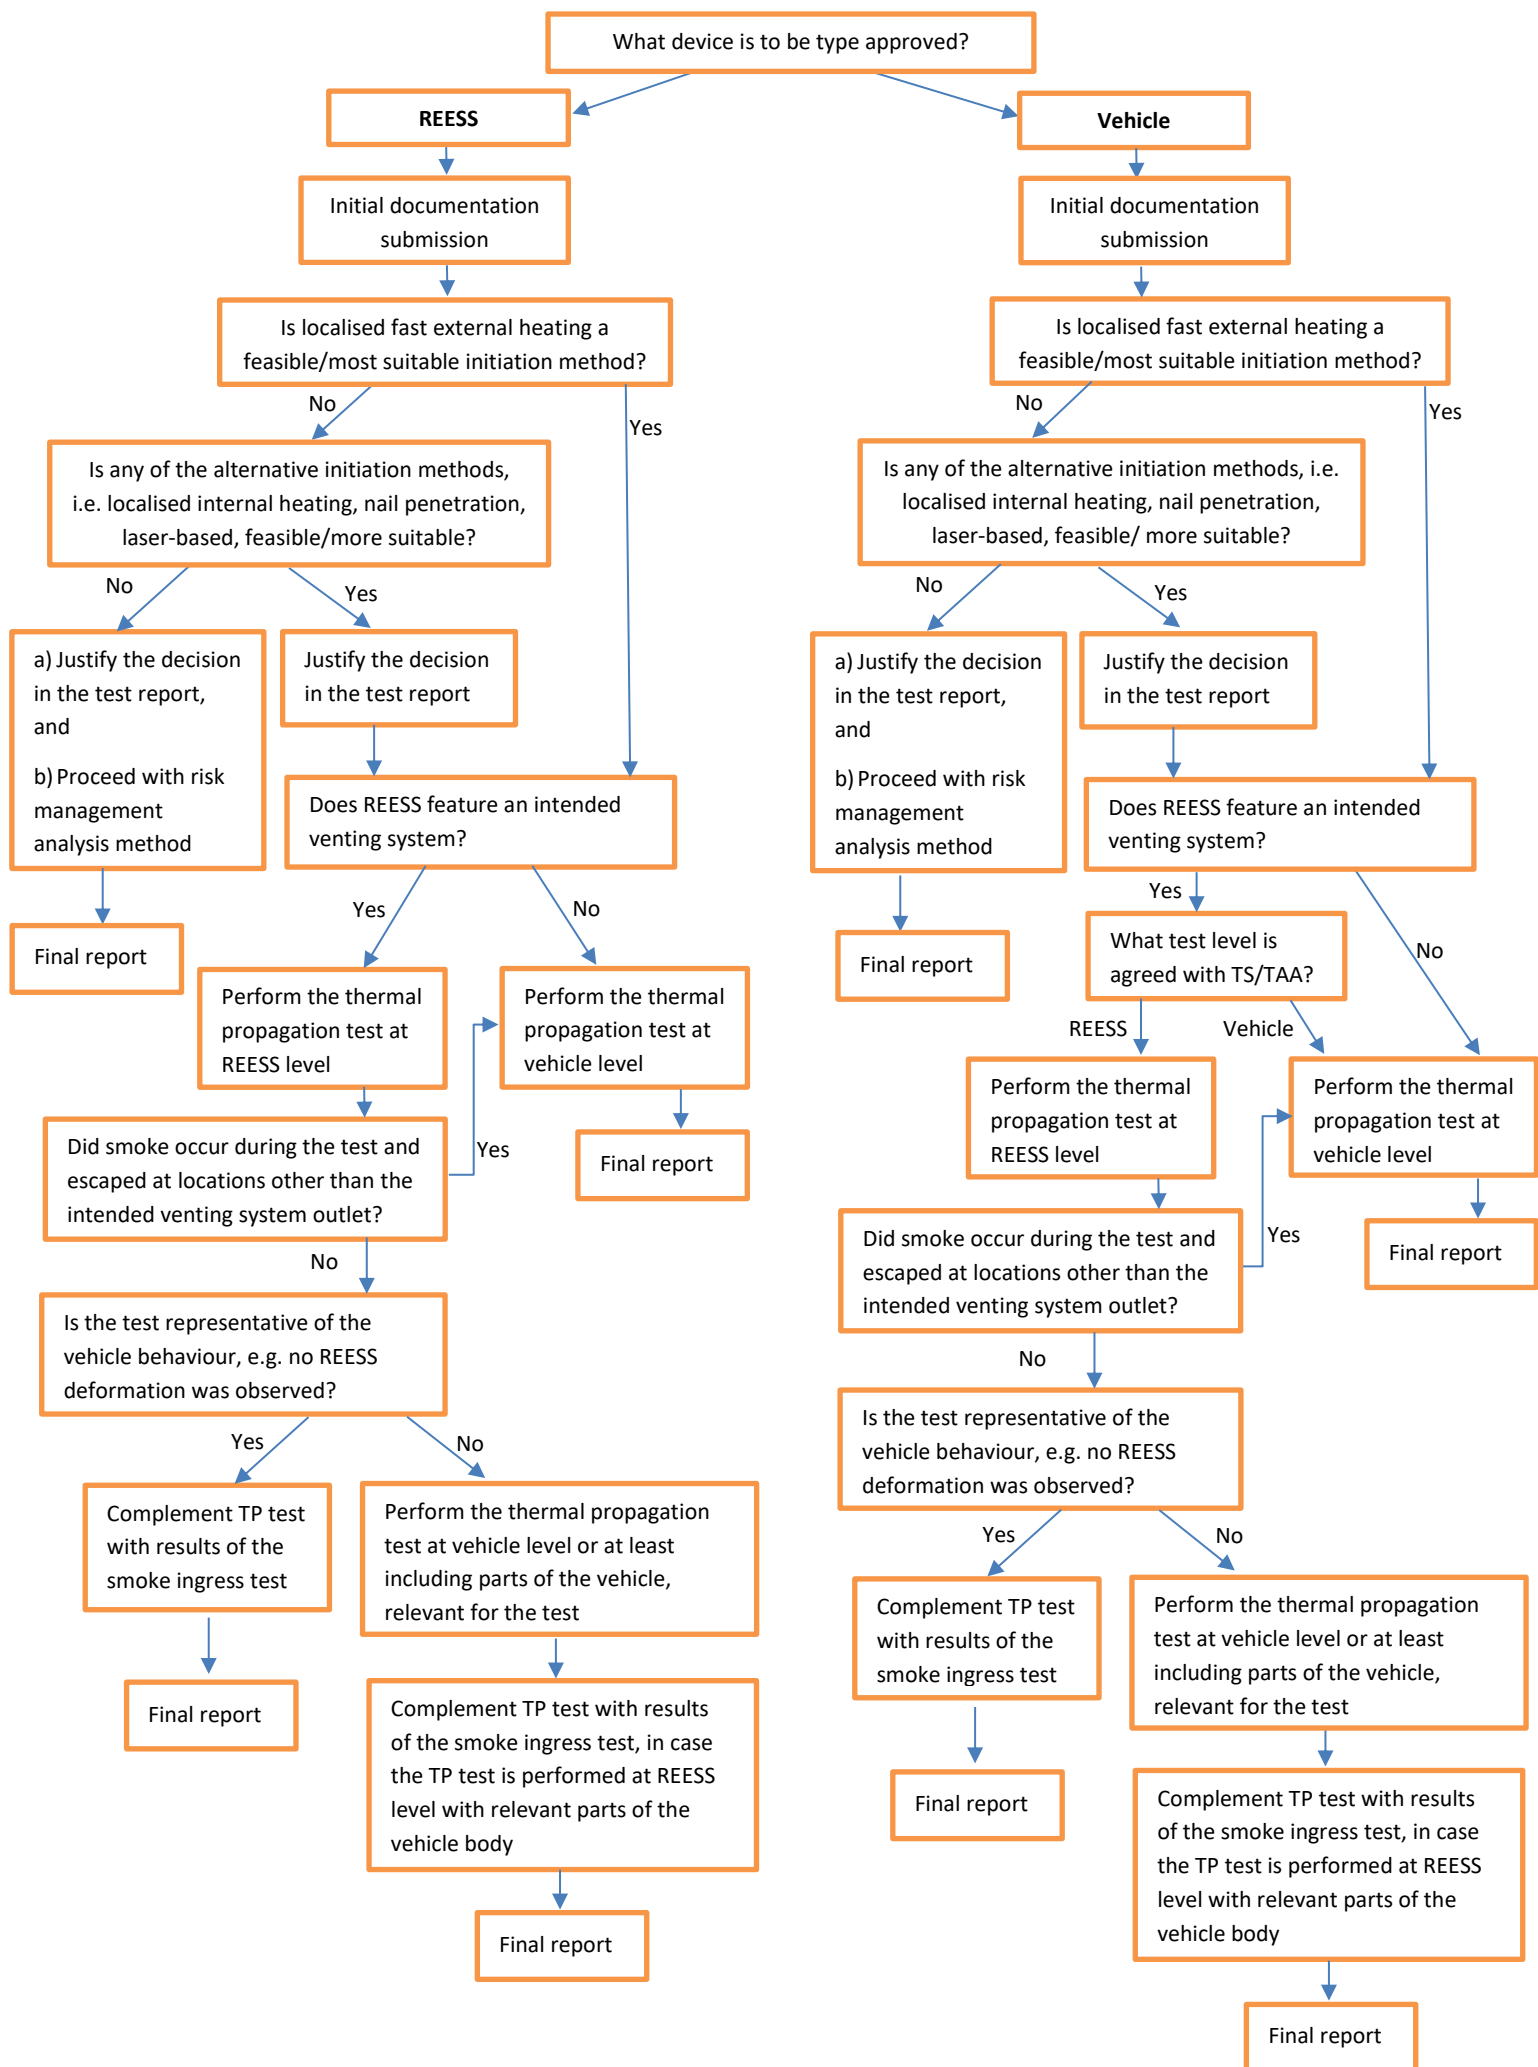 What device is to be type approved?
REESS
Initial documentation
submission
Is localised fast external heating a
feasible/most suitable initiation method?
No
Yes
Is any of the alternative initiation methods,
i.e. localised internal heating, nail penetration,
laser-based, feasible/more suitable?
No
Yes
a) Justify the decision
in the test report,
and
b) Proceed with risk
management
analysis method
Final report
Justify the decision
in the test report
Does REESS feature an intended
venting system?
Yes
No
Perform the thermal
propagation test at
REESS level
Perform the thermal
propagation test at
vehicle level
Final report
Did smoke occur during the test and
escaped at locations other than the
intended venting system outlet?
Yes
No
Is the test representative of the
vehicle behaviour, e.g. no REESS
deformation was observed?
Yes
No
Complement TP test
with results of the
smoke ingress test
Final report
Perform the thermal propagation
test at vehicle level or at least
including parts of the vehicle,
relevant for the test
Complement TP test with results
of the smoke ingress test, in case
the TP test is performed at REESS
level with relevant parts of the
vehicle body
Final report
Vehicle
Initial documentation
submission
Is localised fast external heating a
feasible/most suitable initiation method?
No
Yes
Is any of the alternative initiation methods, i.e.
localised internal heating, nail penetration,
laser-based, feasible/ more suitable?
No
Yes
a) Justify the decision
in the test report,
and
b) Proceed with risk
management
analysis method
Final report
Justify the decision
in the test report
Does REESS feature an intended
venting system?
Yes
No
What test level is
agreed with TS/TAA?
REESS
Vehicle
Perform the thermal
propagation test at
REESS level
Perform the thermal
propagation test at
vehicle level
Final report
Did smoke occur during the test and
escaped at locations other than the
intended venting system outlet?
Yes
No
Is the test representative of the
vehicle behaviour, e.g. no REESS
deformation was observed?
Yes
No
Complement TP test
with results of the
smoke ingress test
Final report
Perform the thermal propagation
test at vehicle level or at least
including parts of the vehicle,
relevant for the test
Complement TP test with results
of the smoke ingress test, in case
the TP test is performed at REESS
level with relevant parts of the
vehicle body
Final report